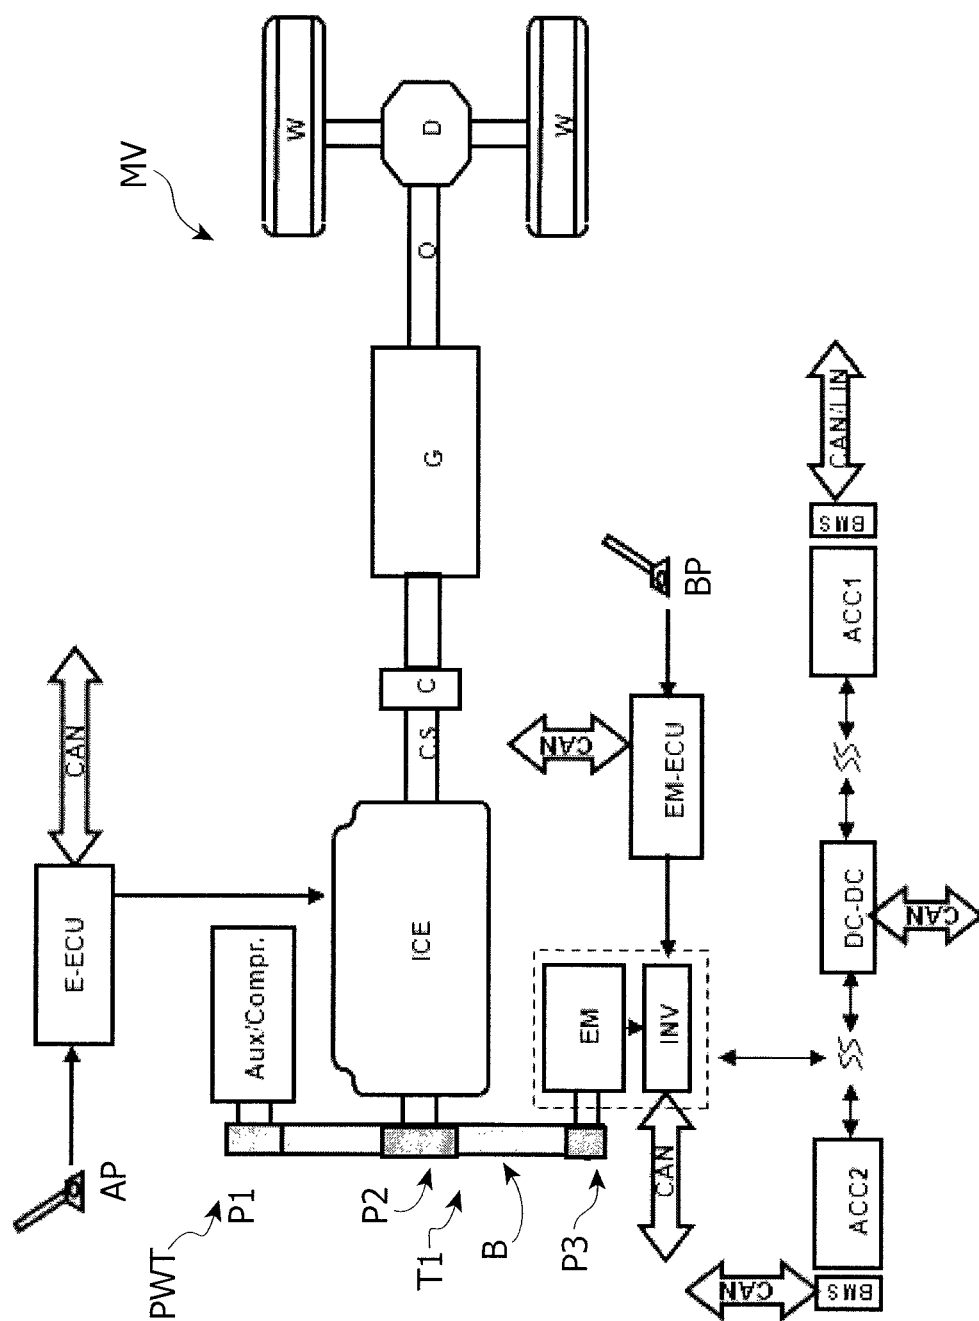 MV
W
D
W
O
G
C
CS
ICE
CAN
E-ECU
AP
Aux/Compr.
PWT
P1
P2
T1
B
P3
EM
INV
CAN
EM-ECU
CAN
BP
CAN/LIN
BMS
ACC1
DC-DC
CAN
ACC2
BMS
CAN